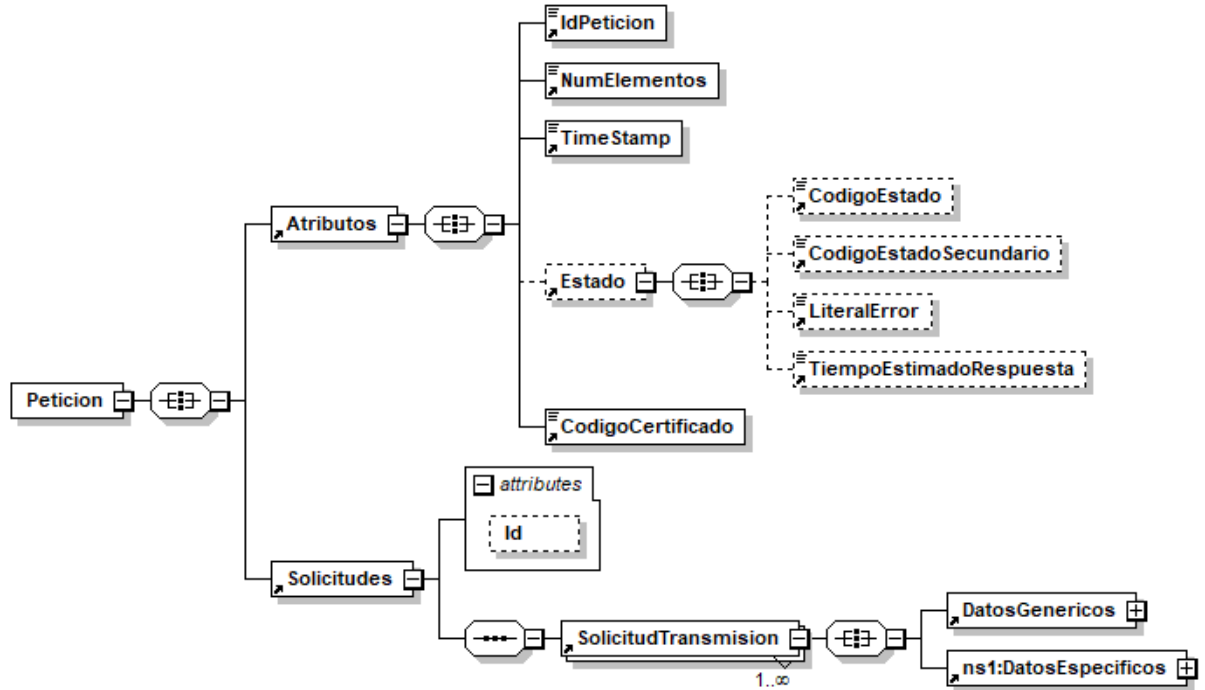 IdPeticion
NumElementos
TimeStamp
CodigoEstado
Atributos
CodigoEstadoSecundario
Estado
LiteralError
TiempoEstimadoRespuesta
Peticion
CodigoCertificado
attributes
Id
Solicitudes
DatosGenericos
SolicitudTransmision
ns1:DatosEspecificos
1..∞